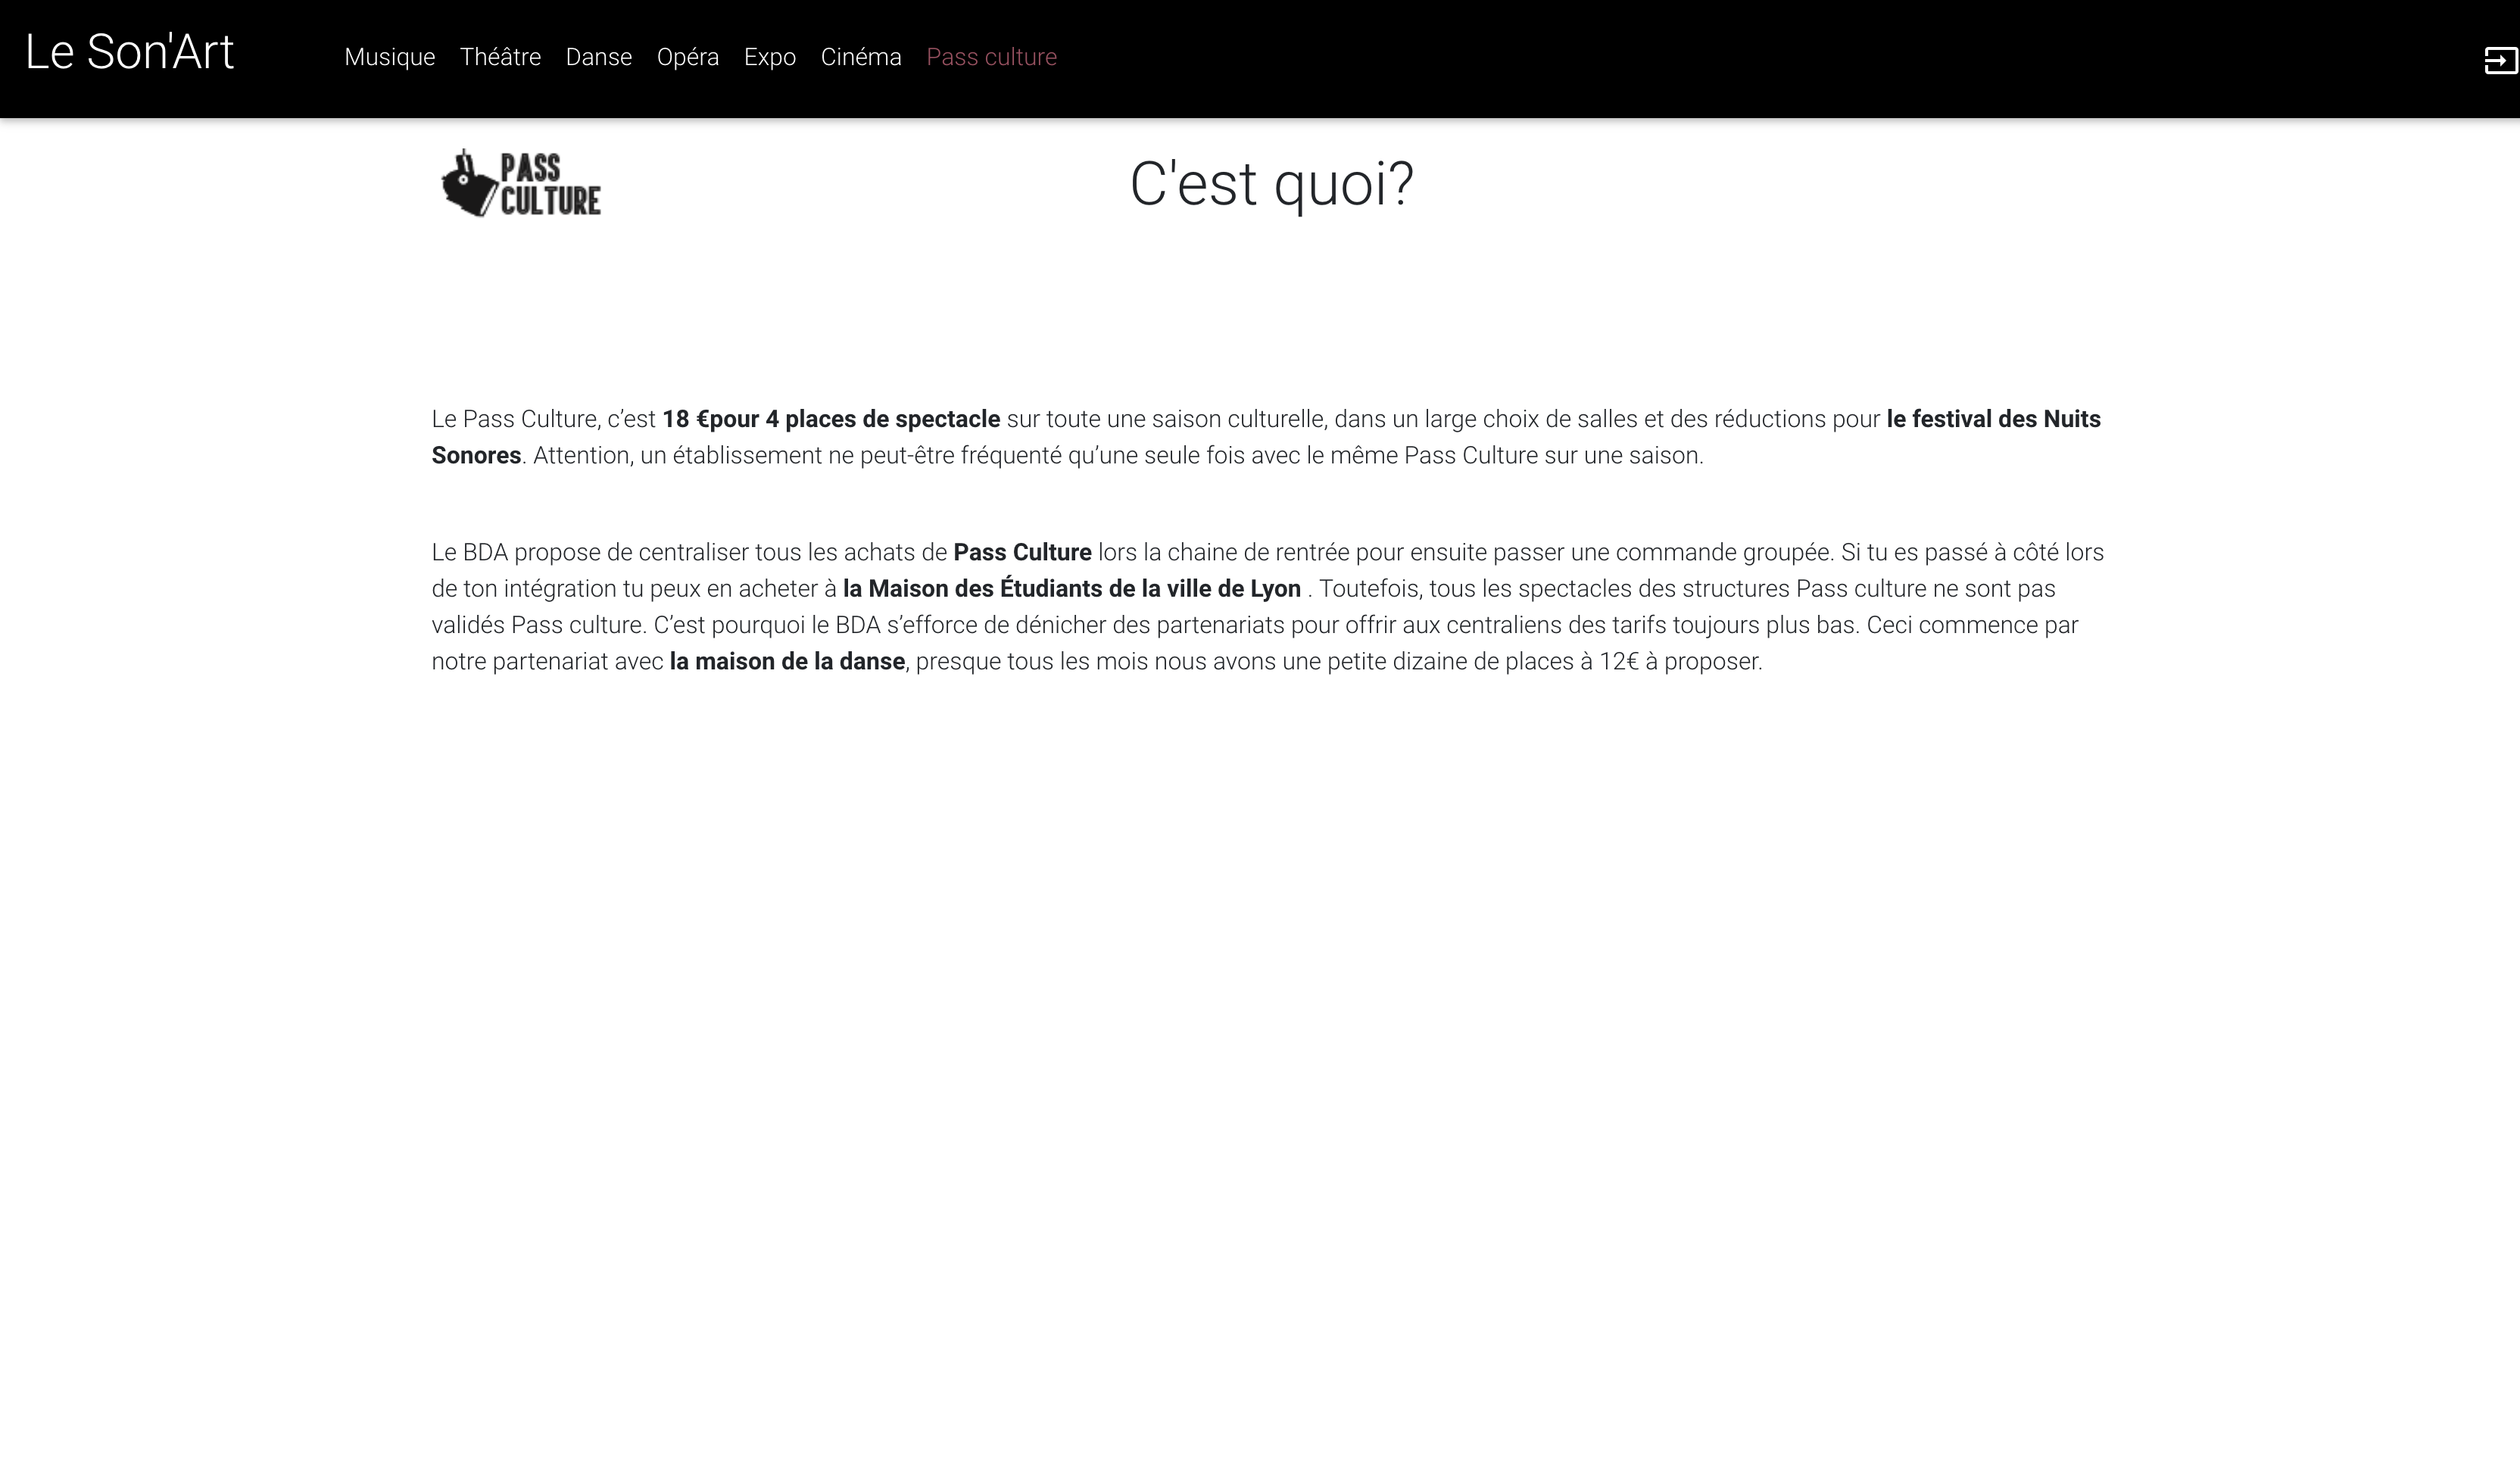 Le Son'Art
Musique Théâtre Danse Opéra Expo Cinéma Pass culture
PASS
CULTURE
C'est quoi?
Le Pass Culture, c’est 18 €pour 4 places de spectacle sur toute une saison culturelle, dans un large choix de salles et des réductions pour le festival des Nuits
Sonores. Attention, un établissement ne peut-être fréquenté qu’une seule fois avec le même Pass Culture sur une saison.
Le BDA propose de centraliser tous les achats de Pass Culture lors la chaine de rentrée pour ensuite passer une commande groupée. Si tu es passé à côté lors
de ton intégration tu peux en acheter à la Maison des Étudiants de la ville de Lyon . Toutefois, tous les spectacles des structures Pass culture ne sont pas
validés Pass culture. C’est pourquoi le BDA s’efforce de dénicher des partenariats pour offrir aux centraliens des tarifs toujours plus bas. Ceci commence par
notre partenariat avec la maison de la danse, presque tous les mois nous avons une petite dizaine de places à 12€ à proposer.